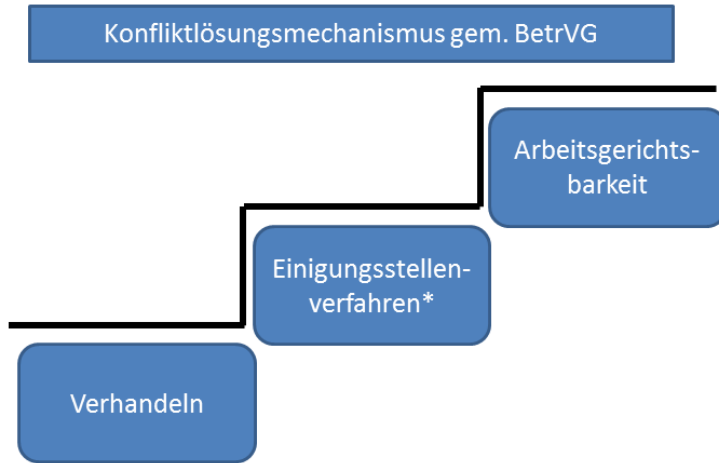 Konfliktlösungsmechanismus gem. BetrVG
Arbeitsgerichts-
barkeit
Einigungsstellen-
verfahren*
Verhandeln